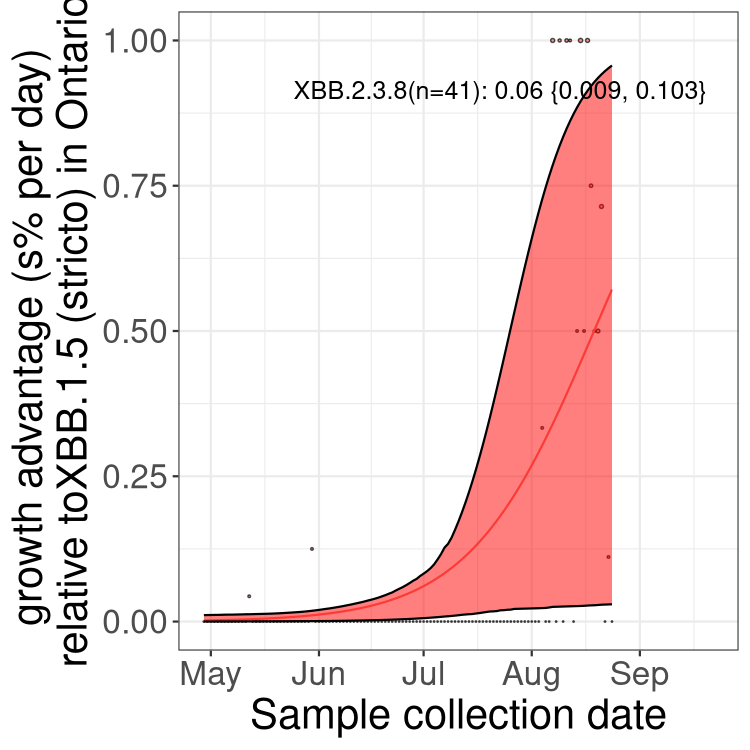 growth advantage (s% per day)
relative toXBB.1.5 (stricto) in Ontario
1.00
0.75
0.50
0.25
0.00
XBB.2.3.8(n=41): 0.06 {0.009, 0.103}
May Jun Jul Aug Sep
Sample collection date